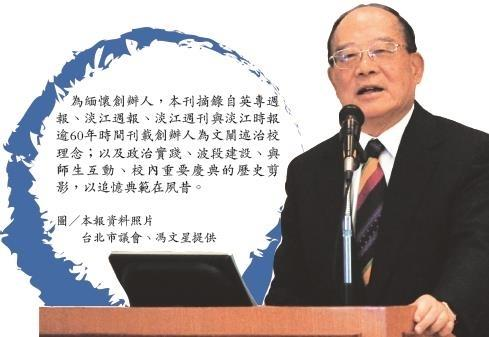 為緬懷創辦人，本刊摘錄自英專週
報、淡江週報、淡江週刊與淡江時報
逾60年時間刊載創辦人為文闡述治校
理念；以及政治實踐、波段建設、與
師生互動、校內重要慶典的歷史剪
影，以追憶典範在夙昔。
圖／本報資料照片
台北市議會、馮文星提供